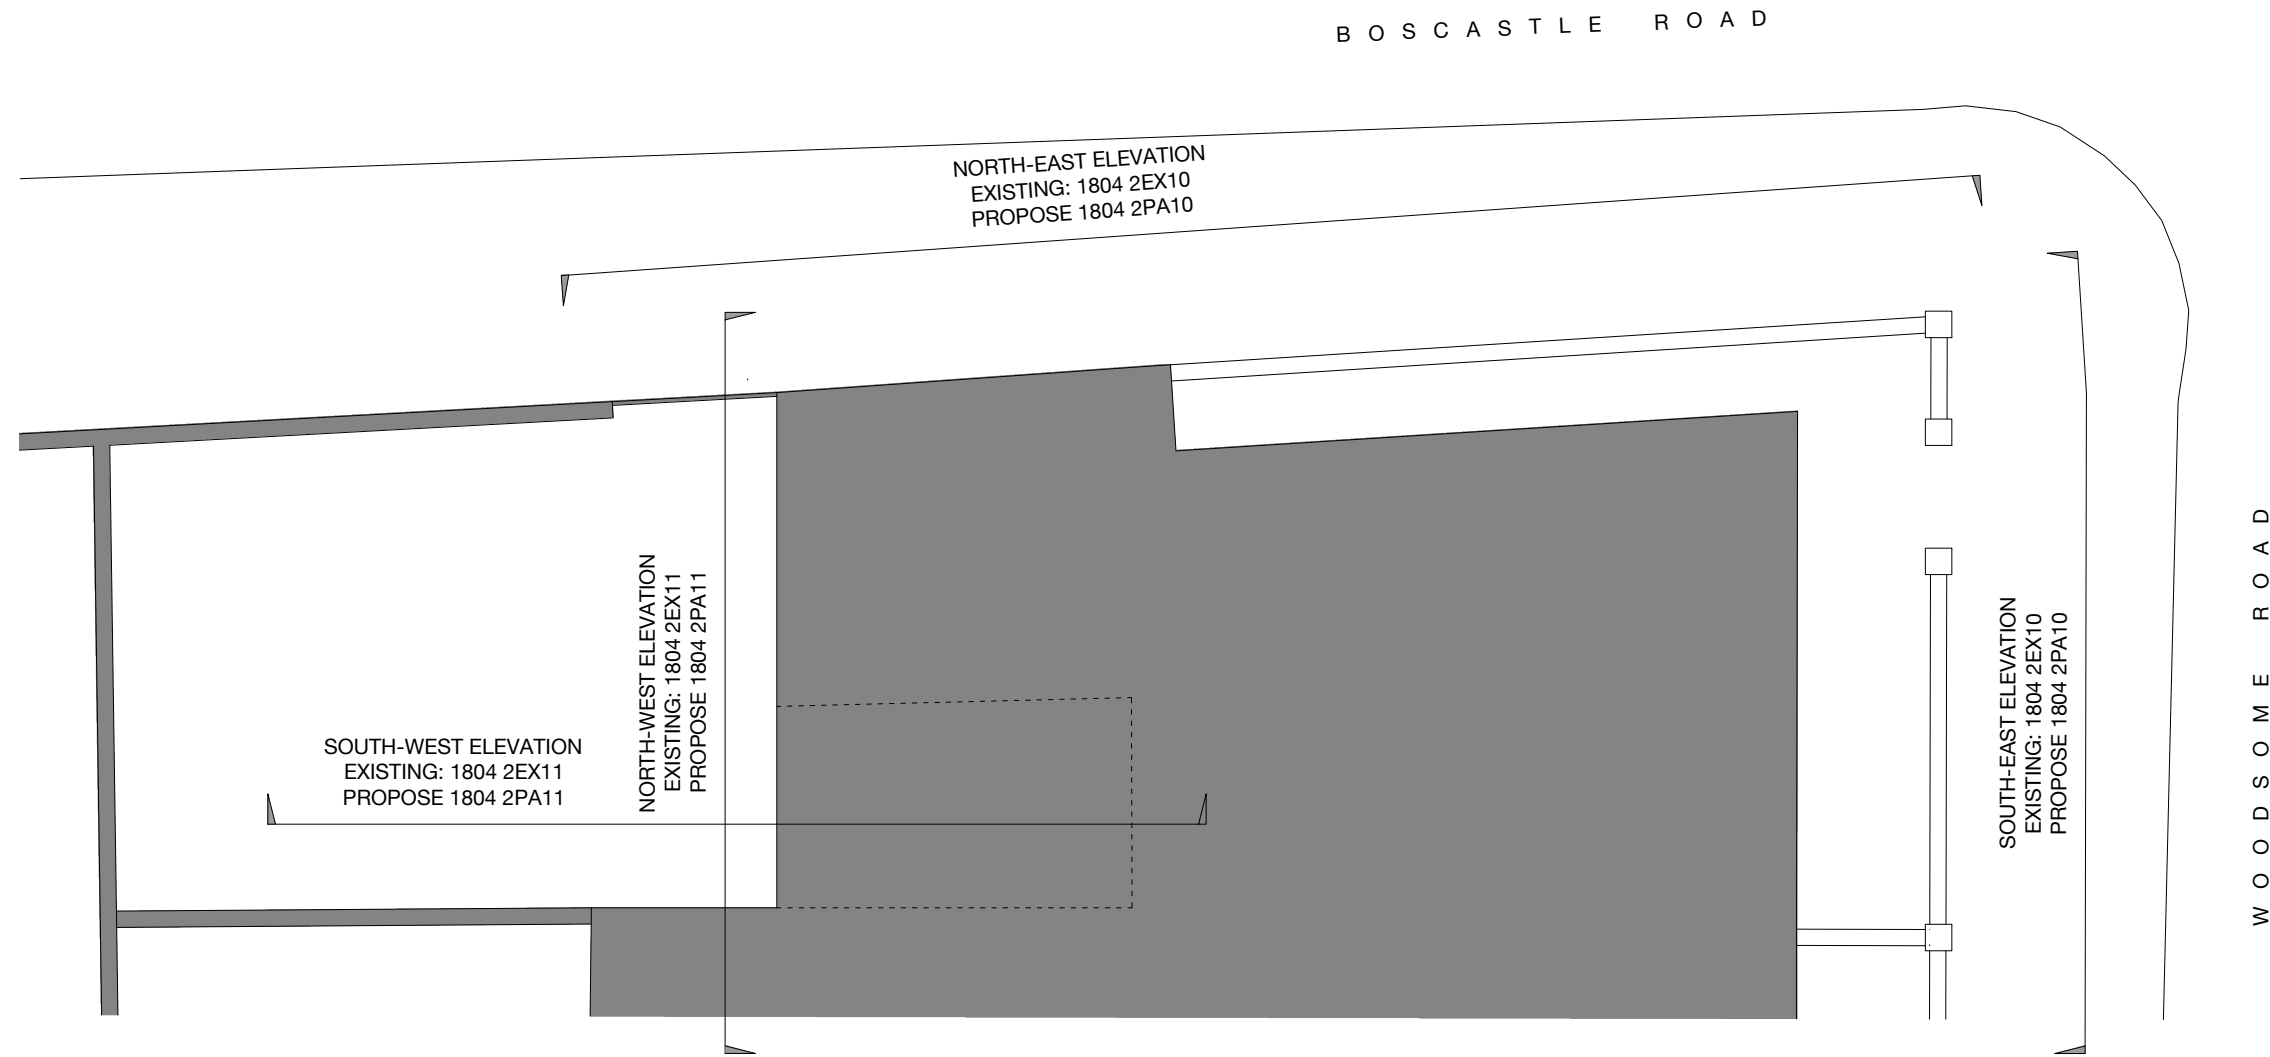 BOSCASTLE ROAD
NORTH-EAST ELEVATION
EXISTING: 1804 2EX10
PROPOSE 1804 2PA10
NORTH-WEST ELEVATION
EXISTING: 1804 2EX11
PROPOSE 1804 2PA11
SOUTH-WEST ELEVATION
EXISTING: 1804 2EX11
PROPOSE 1804 2PA11
SOUTH-EAST ELEVATION
EXISTING: 1804 2EX10
PROPOSE 1804 2PA10
WOODSOME ROAD